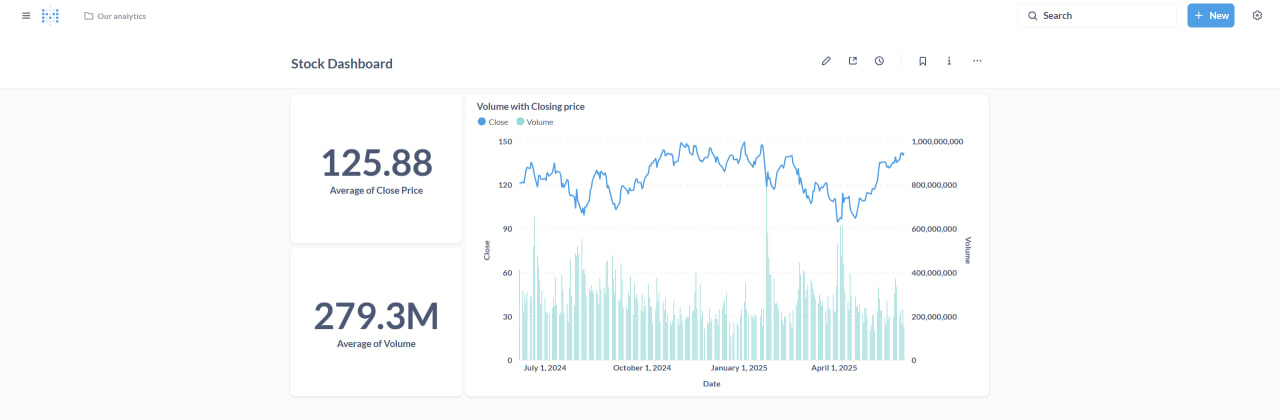 Our analytics
Search
New
Stock Dashboard
125.88
Average of Close Price
279.3M
Average of Volume
Volume with Closing price
Close
Volume
150
120
90
60
30
0
Close
1,000,000,000
800,000,000
600,000,000
400,000,000
200,000,000
0
Volume
July 1, 2024
October 1, 2024
January 1, 2025
April 1, 2025
Date